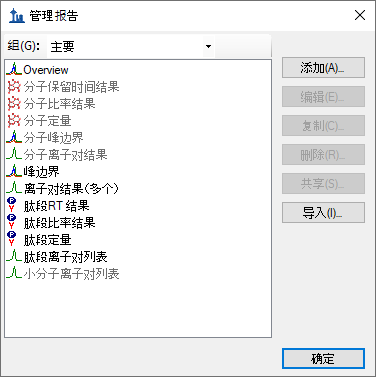 管理报告
组(G): 主要
Overview
分子保留时间结果
分子比率结果
分子定量
分子峰边界
分子离子对结果
峰边界
离子对结果(多个)
肽段RT 结果
肽段比率结果
肽段定量
肽段离子对列表
小分子离子对列表
添加(A)...
编辑(E)...
复制(C)...
删除(R)...
共享(S)...
导入(I)...
确定